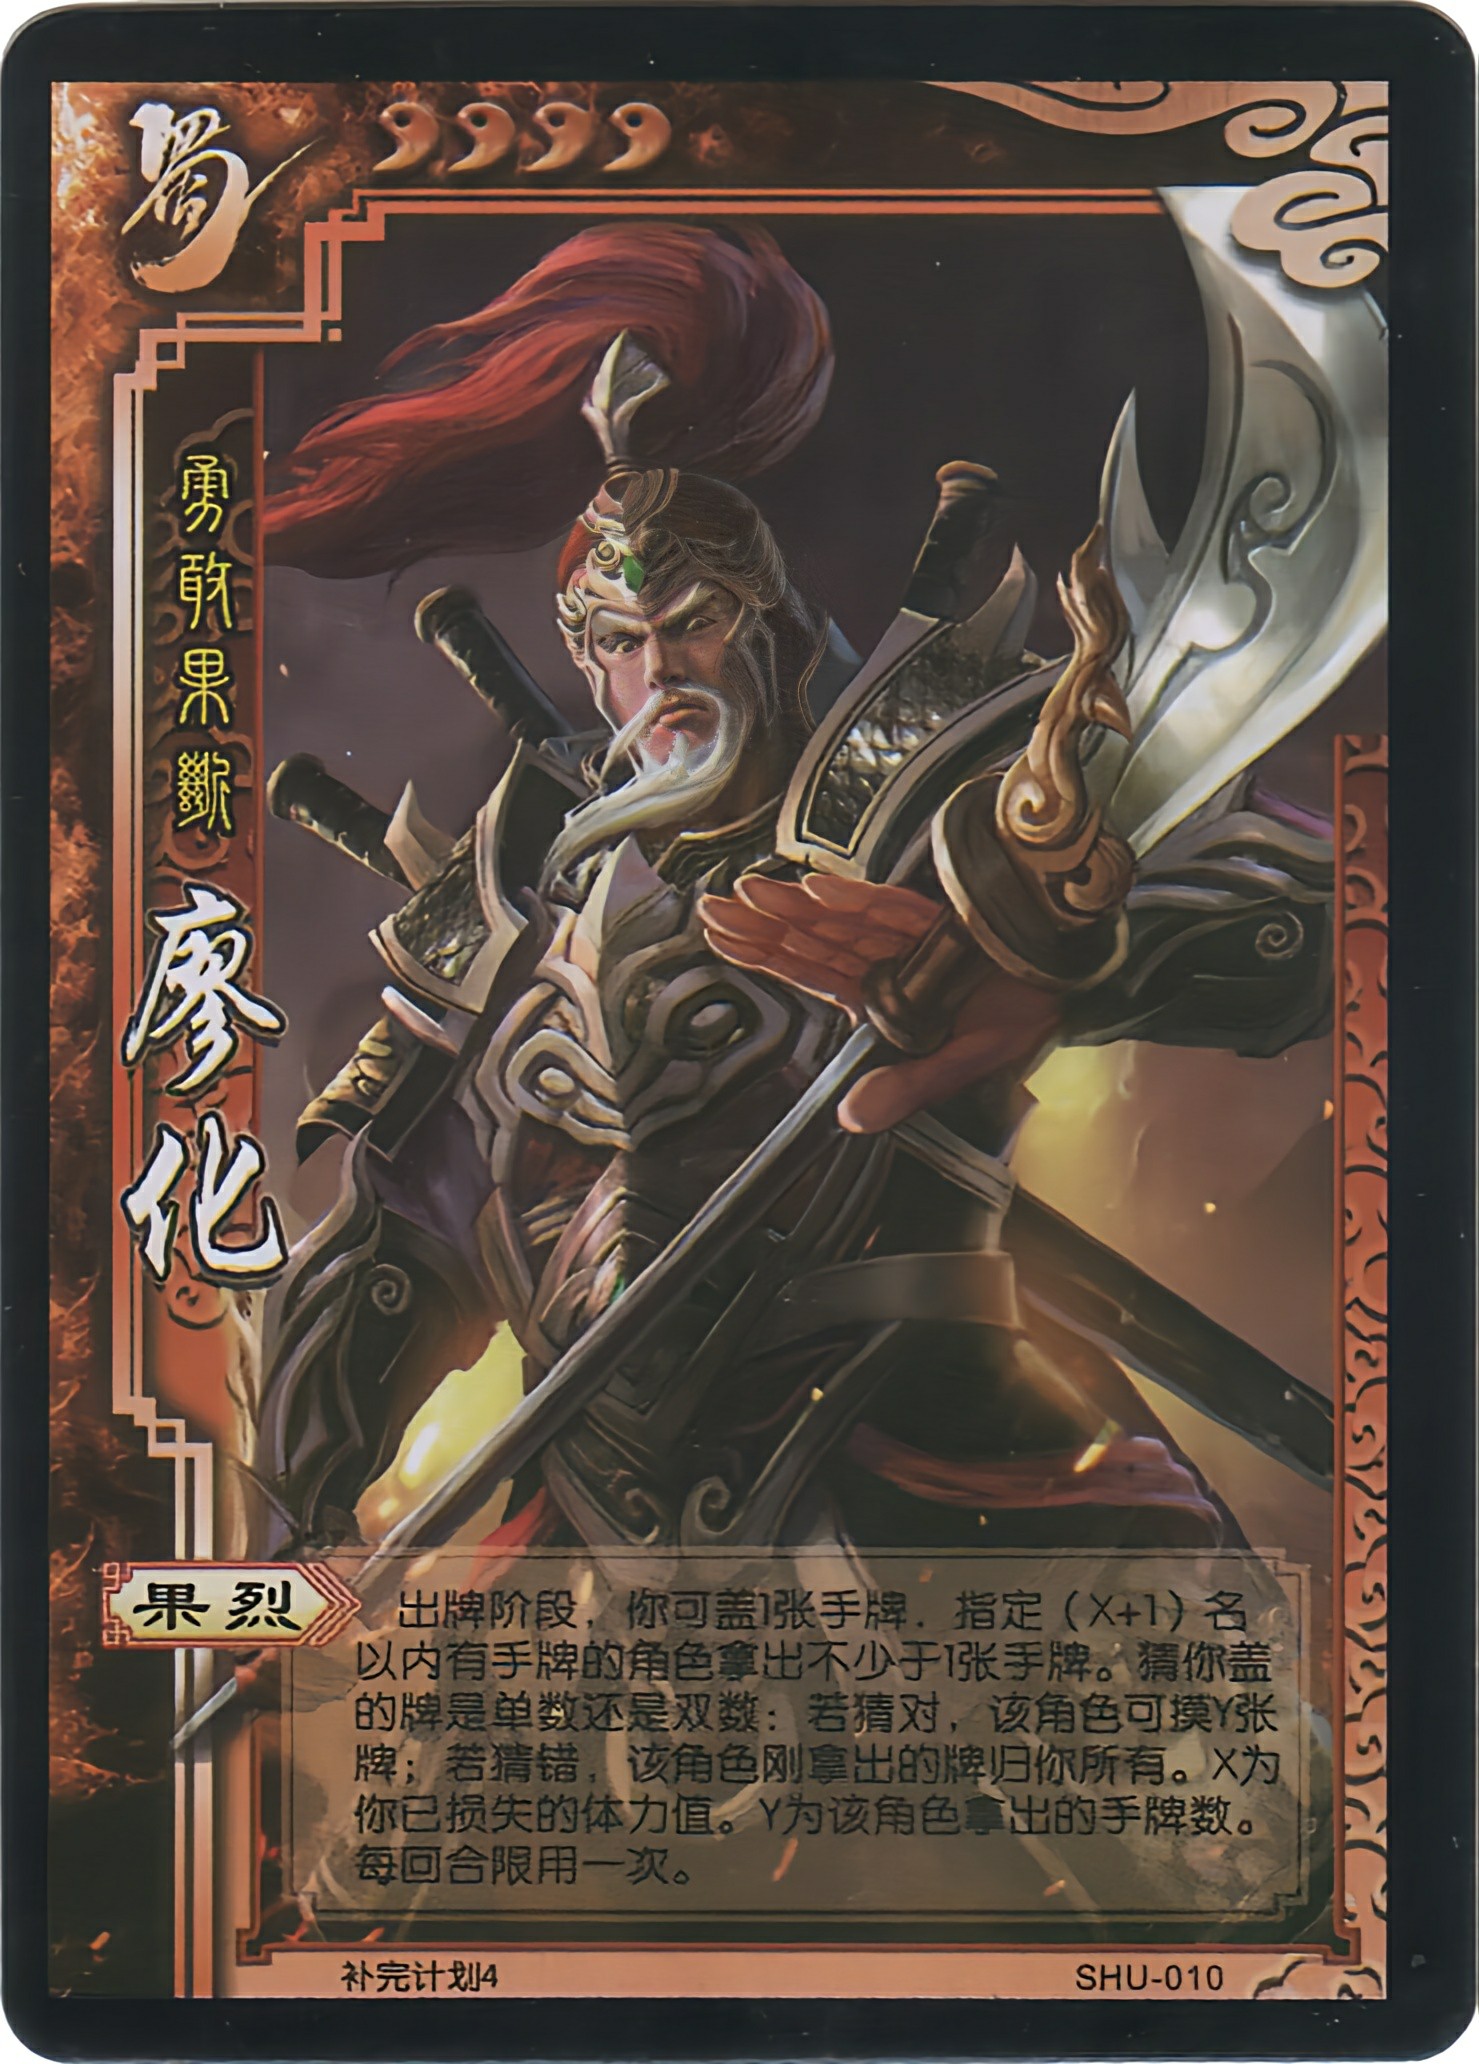 蜀
勇敢果斷
廖化
果烈
出牌阶段，你可盖1张手牌．指定（X+1）名
以内有手牌的角色拿出不少于1张手牌。猜你盖
的牌是单数还是双数：若猜对，该角色可摸Y张
牌；若猜错，该角色刚拿出的牌归你所有。X为
你已损失的体力值。Y为该角色拿出的手牌数。
每回合限用一次。
补完计划4
SHU-010